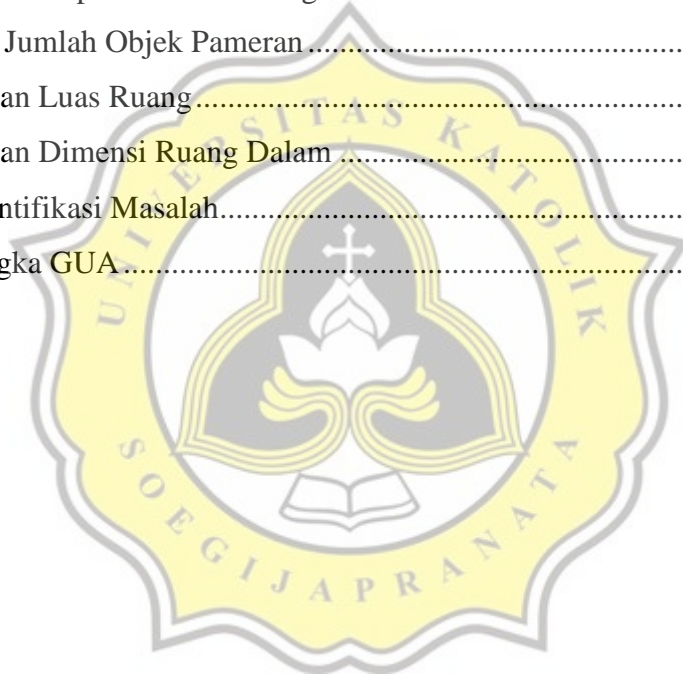 Jumlah Objek Pameran ................................................
an Luas Ruang ................................................
an Dimensi Ruang Dalam ................................................
ntifikasi Masalah ................................................
gka GUA ................................................
UNIVERSITAS KATOLIK
SOEGIJAPRANATA